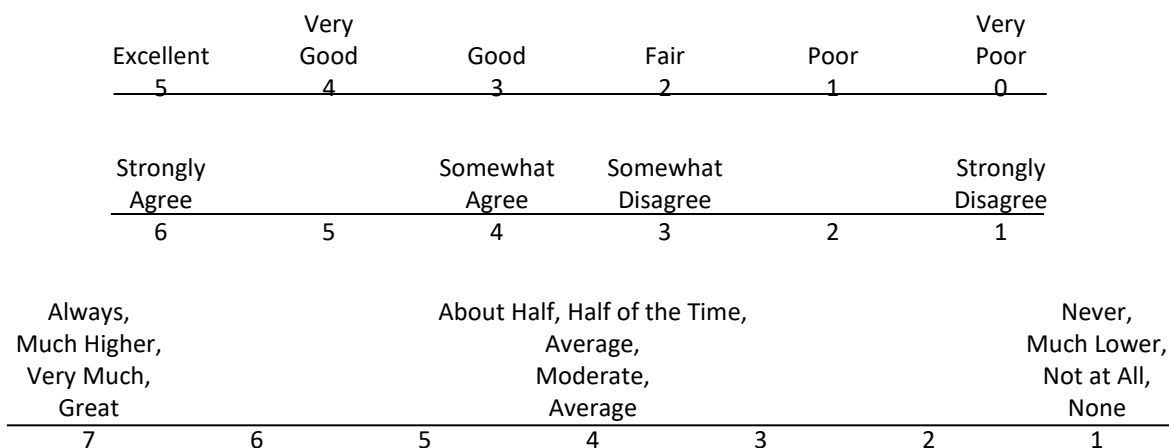 Very Very
Excellent Good Good Fair Poor Poor
5 4 3 2 1 0
Strongly Somewhat Somewhat Strongly
Agree Agree Disagree Disagree
6 5 4 3 2 1
Always, About Half, Half of the Time, Never,
Much Higher, Average, Much Lower,
Very Much, Moderate, Not at All,
Great Average None
7 6 5 4 3 2 1